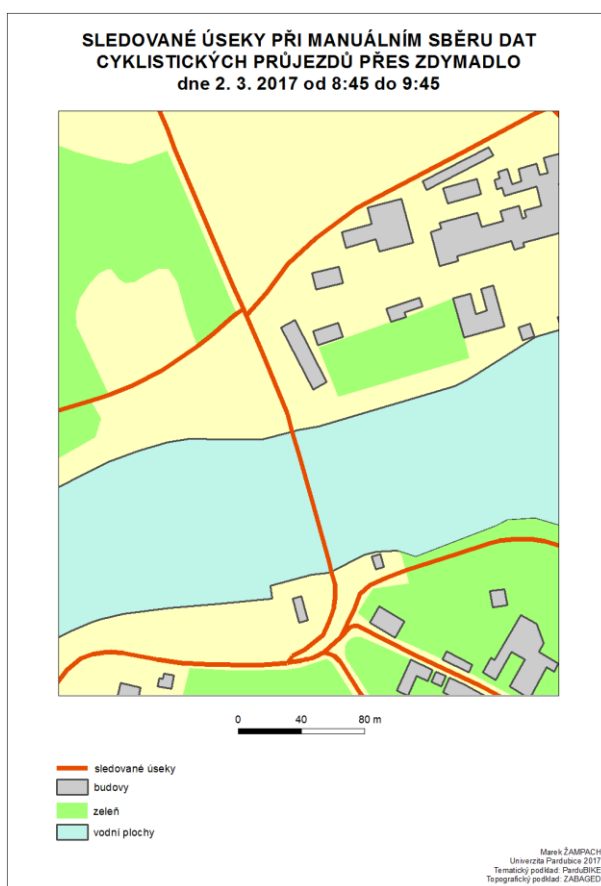 SLEDOVANÉ ÚSEKY PŘI MANUÁLNÍM SBĚRU DAT
CYKLISTICKÝCH PRŮJEZDŮ PŘES ZDYMADLO
dne 2. 3. 2017 od 8:45 do 9:45
0 40 80 m
sledované úseky
budovy
zeleň
vodní plochy
Marek ŽAMPACH
Univerzita Pardubice 2017
Tematický podklad: ParduBIKE
Topografický podklad: ZABAGED